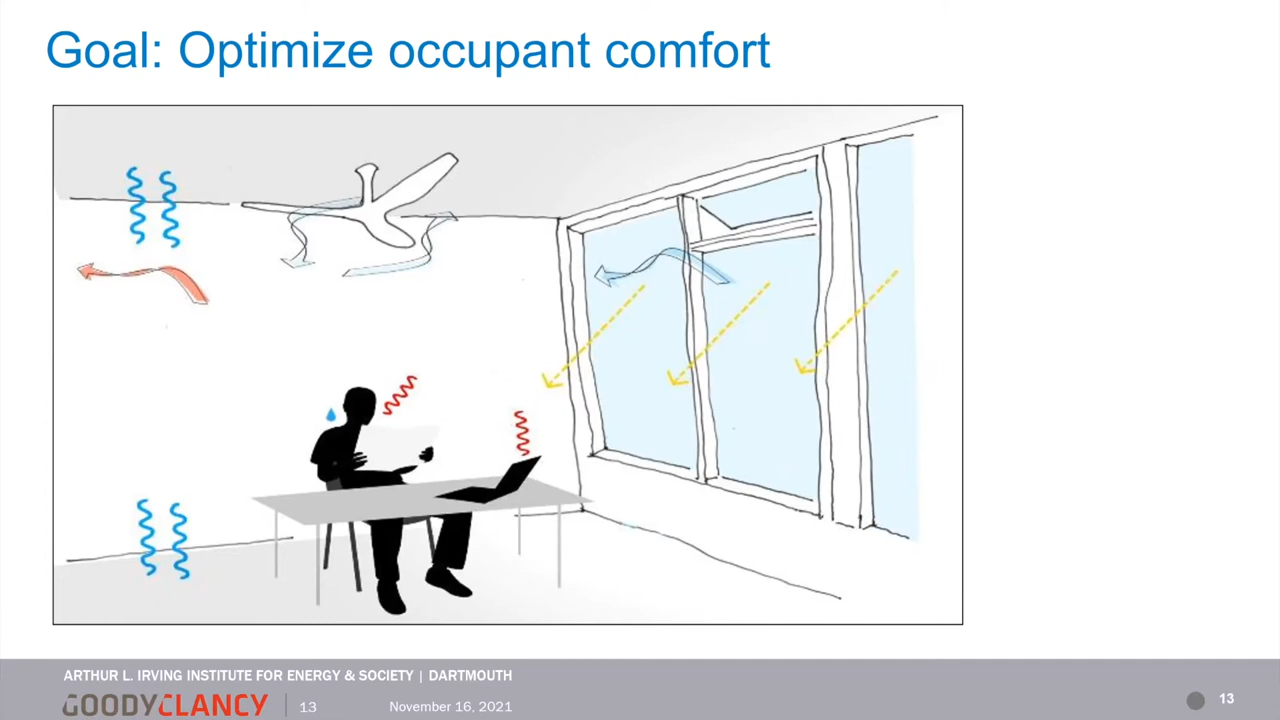 Goal: Optimize occupant comfort
ARTHUR L. IRVING INSTITUTE FOR ENERGY & SOCIETY | DARTMOUTH
GOODYCLANCY | 13 November 16, 2021
13